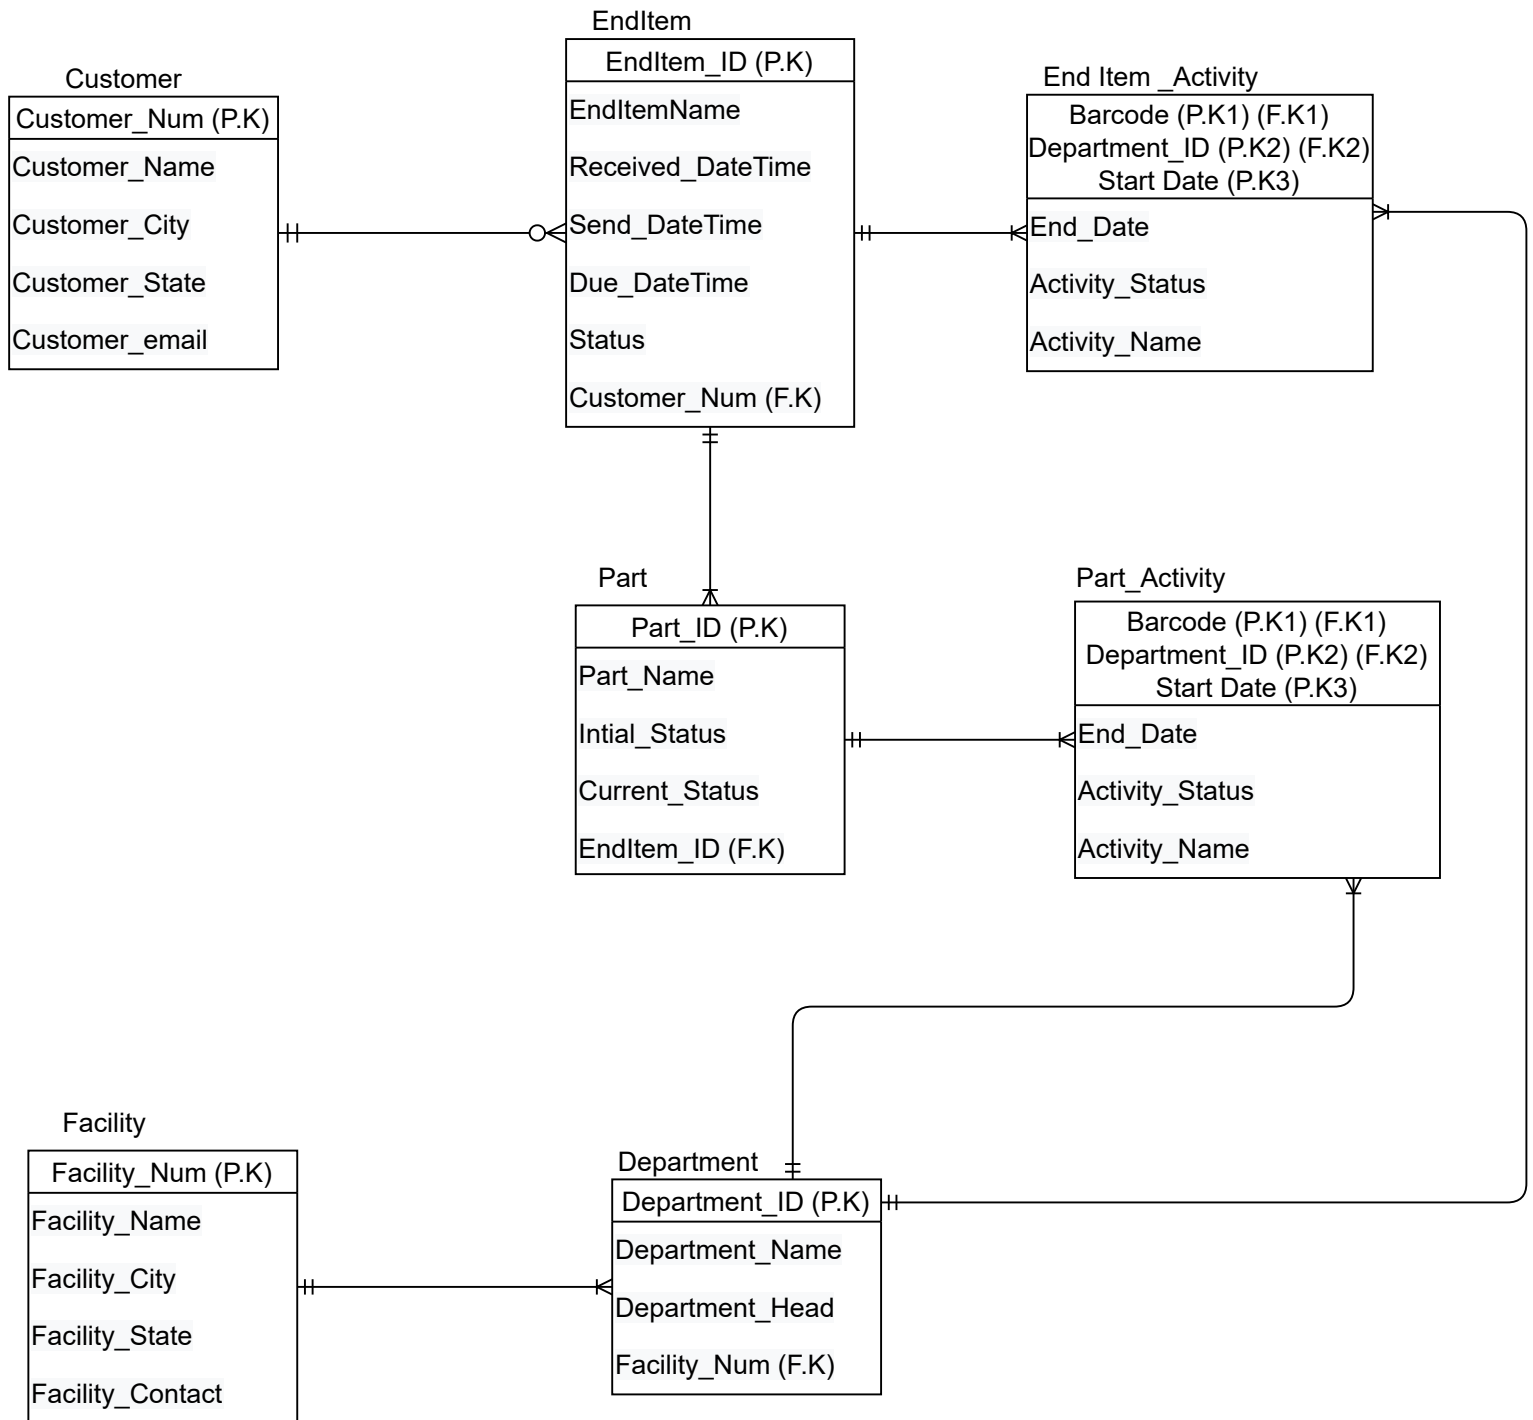 EndItem
EndItem_ID (P.K)
EndItemName
Received_DateTime
Send_DateTime
Due_DateTime
Status
Customer_Num (F.K)
Customer
Customer_Num (P.K)
Customer_Name
Customer_City
Customer_State
Customer_email
End Item _Activity
Barcode (P.K1) (F.K1)
Department_ID (P.K2) (F.K2)
Start Date (P.K3)
End_Date
Activity_Status
Activity_Name
Part
Part_ID (P.K)
Part_Name
Intial_Status
Current_Status
EndItem_ID (F.K)
Part_Activity
Barcode (P.K1) (F.K1)
Department_ID (P.K2) (F.K2)
Start Date (P.K3)
End_Date
Activity_Status
Activity_Name
Facility
Facility_Num (P.K)
Facility_Name
Facility_City
Facility_State
Facility_Contact
Department
Department_ID (P.K)
Department_Name
Department_Head
Facility_Num (F.K)